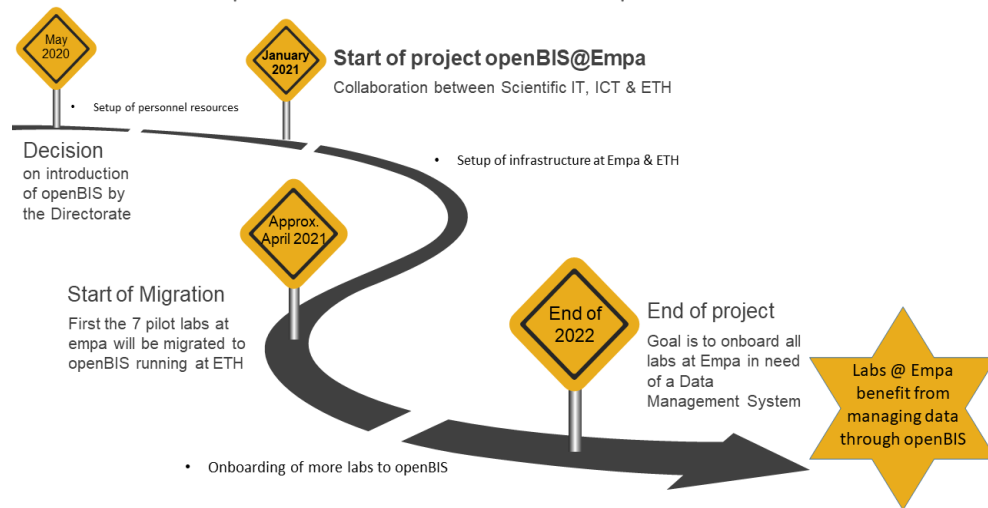 May
2020
January
2021
Start of project openBIS@Empa
Collaboration between Scientific IT, ICT & ETH
• Setup of personnel resources
Decision
on introduction
of openBIS by
the Directorate
• Setup of infrastructure at Empa & ETH
Approx.
April 2021
Start of Migration
First the 7 pilot labs at
empa will be migrated to
openBIS running at ETH
End of
2022
End of project
Goal is to onboard all
labs at Empa in need
of a Data
Management System
Labs @ Empa
benefit from
managing data
through openBIS
• Onboarding of more labs to openBIS